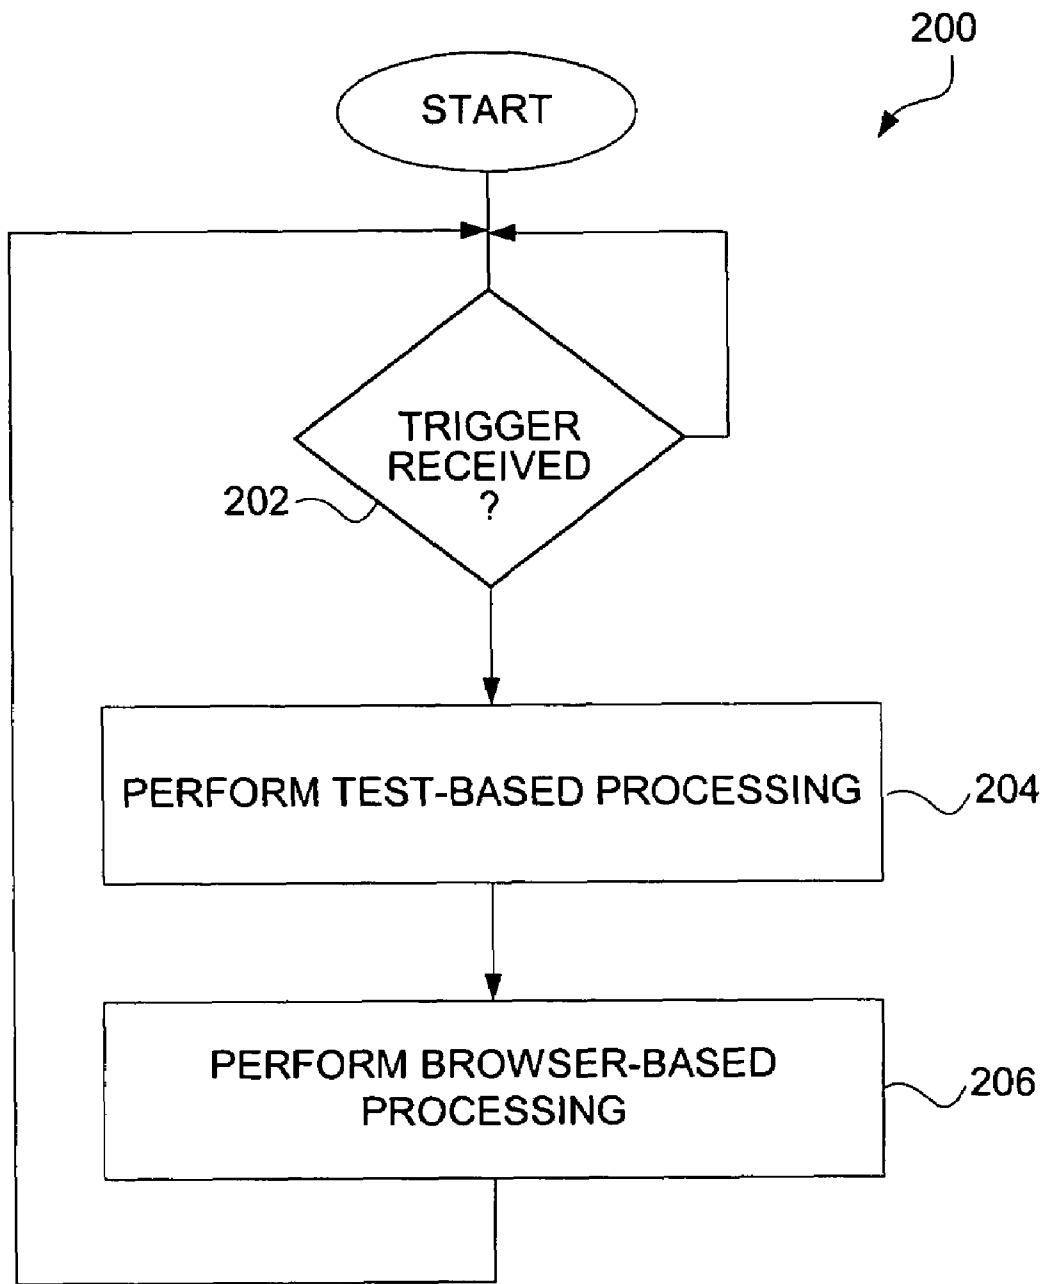 200
START
TRIGGER
RECEIVED
?
202
PERFORM TEST-BASED PROCESSING
204
PERFORM BROWSER-BASED
PROCESSING
206